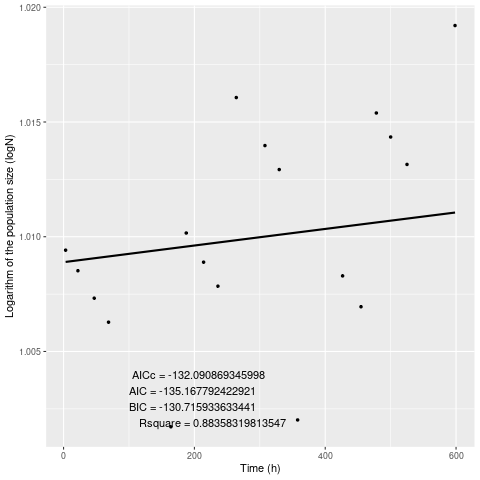 1.020
1.015
1.010
1.005
Logarithm of the population size (logN)
AICc = -132.090869345998
AIC = -135.167792422921
BIC = -130.715933633441
Rsquare = 0.88358319813547
0 200 400 600
Time (h)